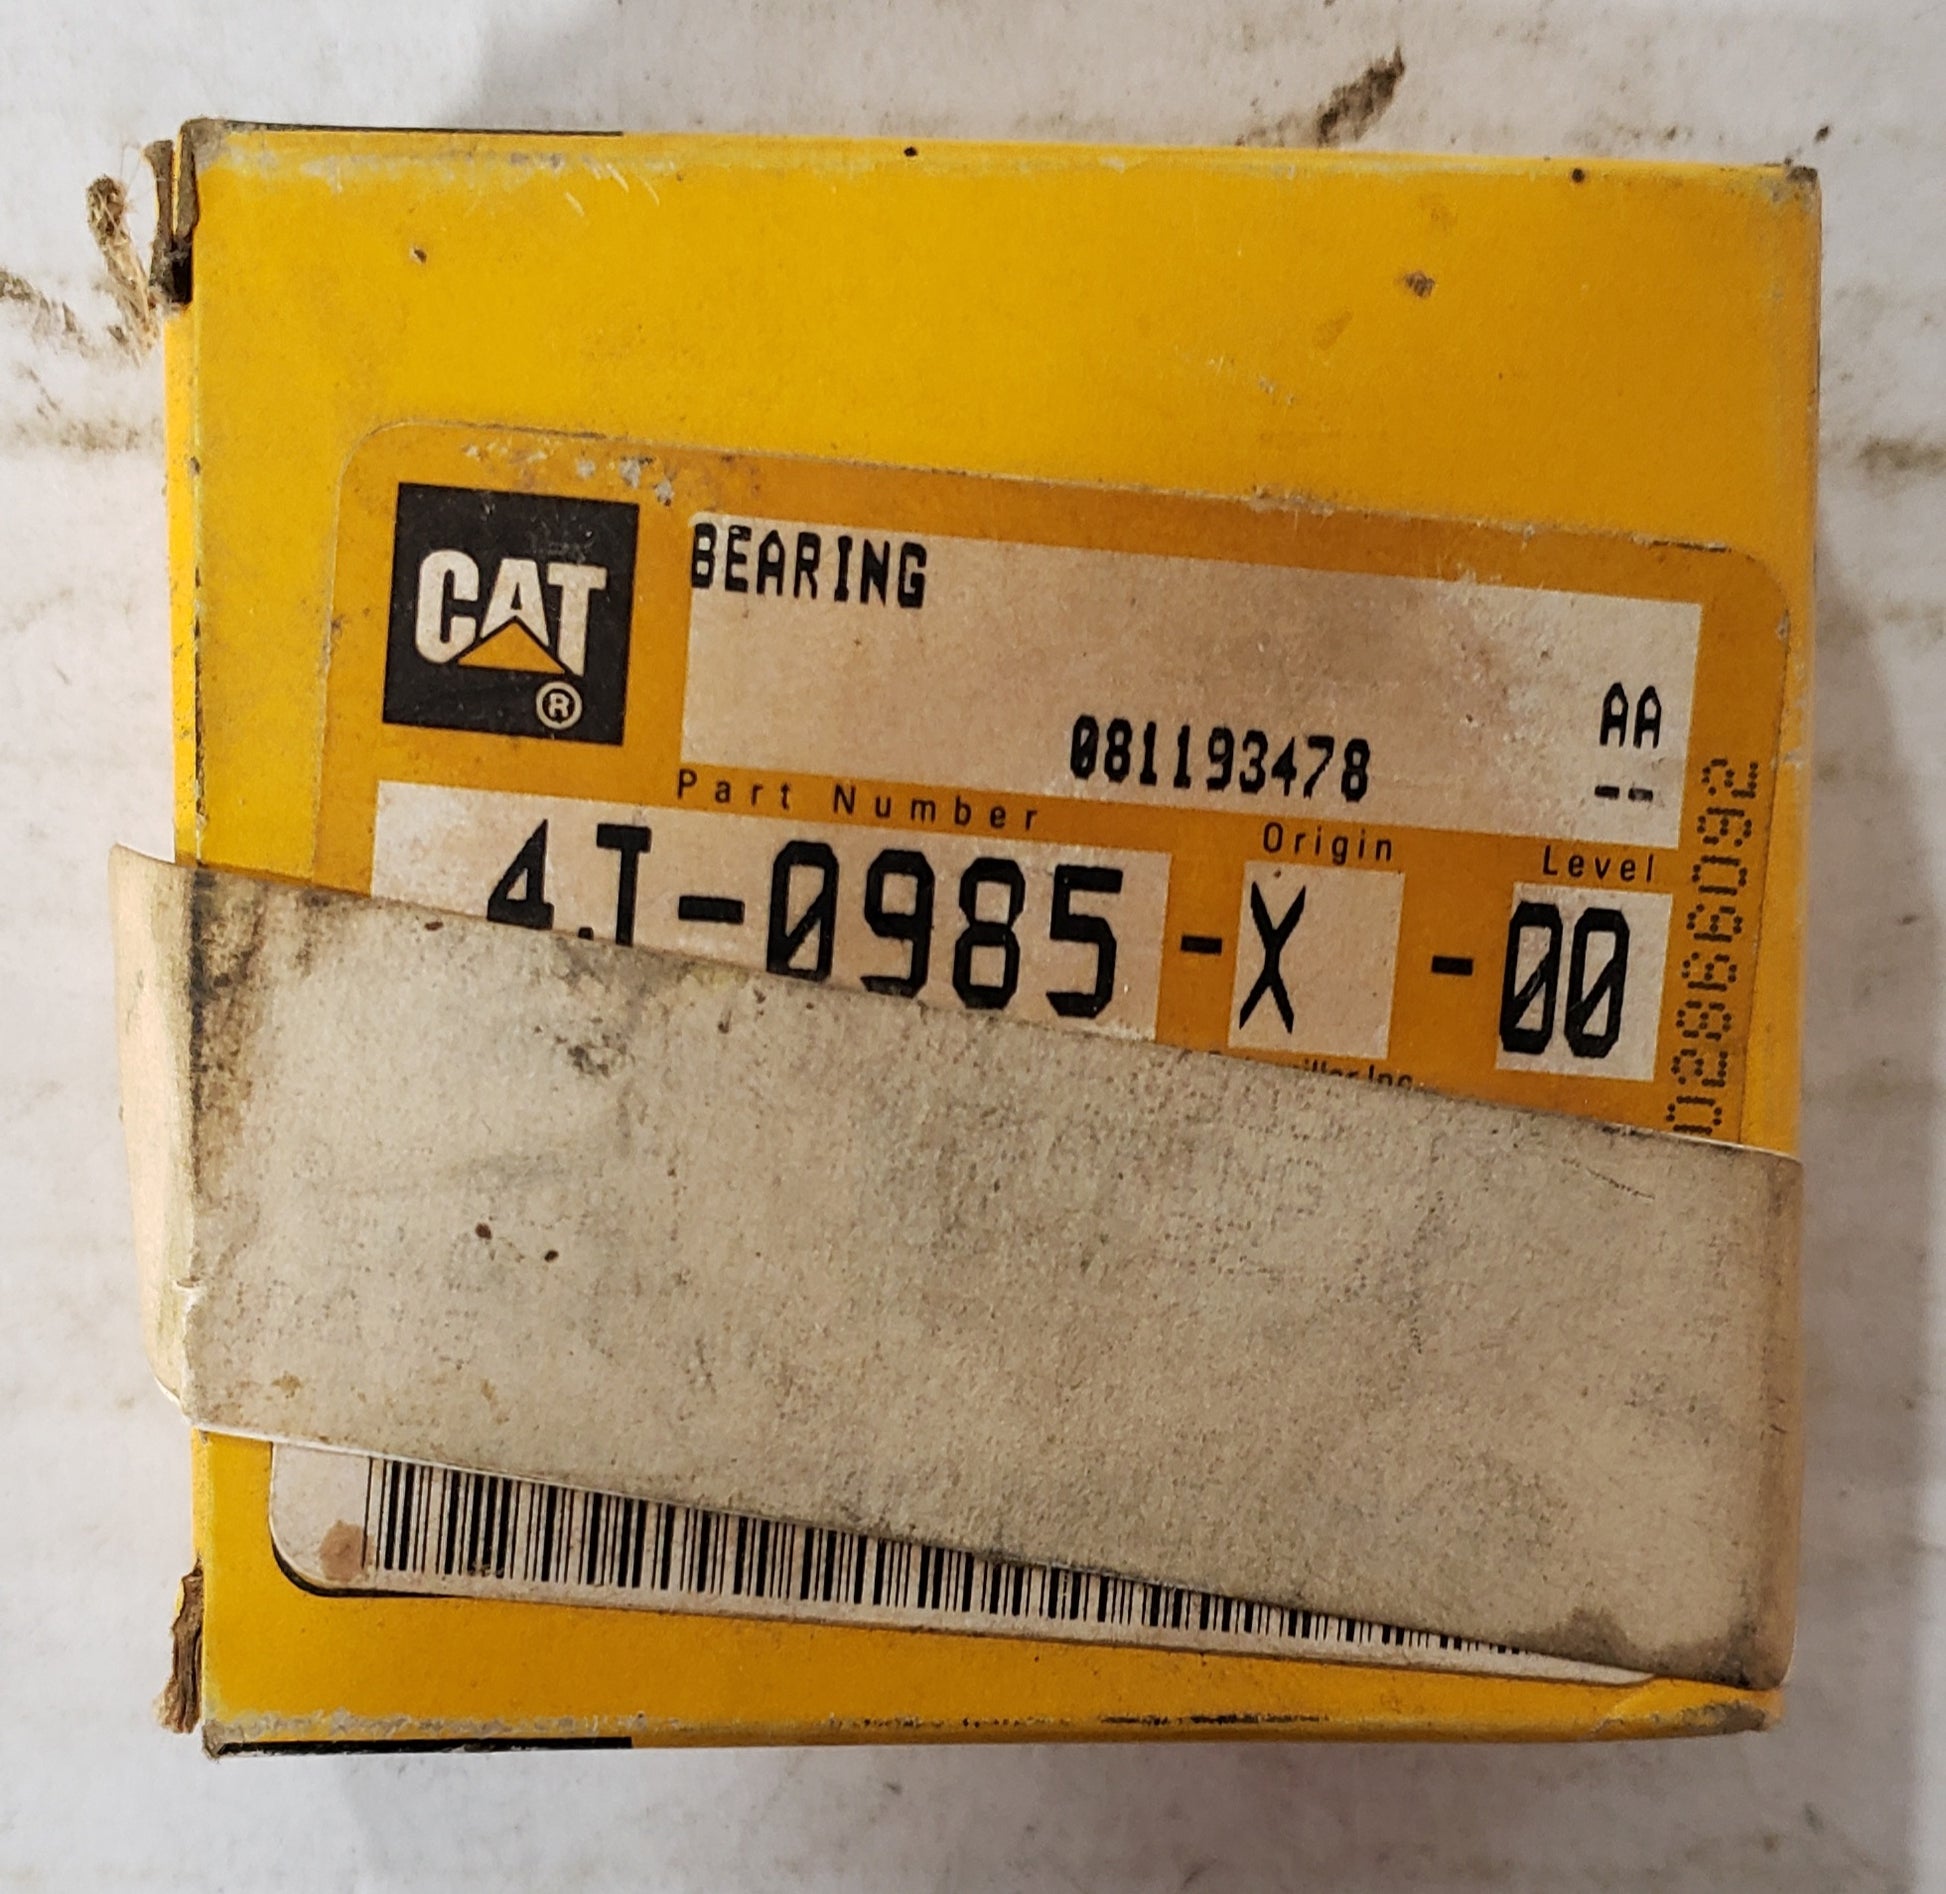 CAT
®
BEARING
AA
081193478
--
Part Number
Origin
Level
4J-0985 - X - 00